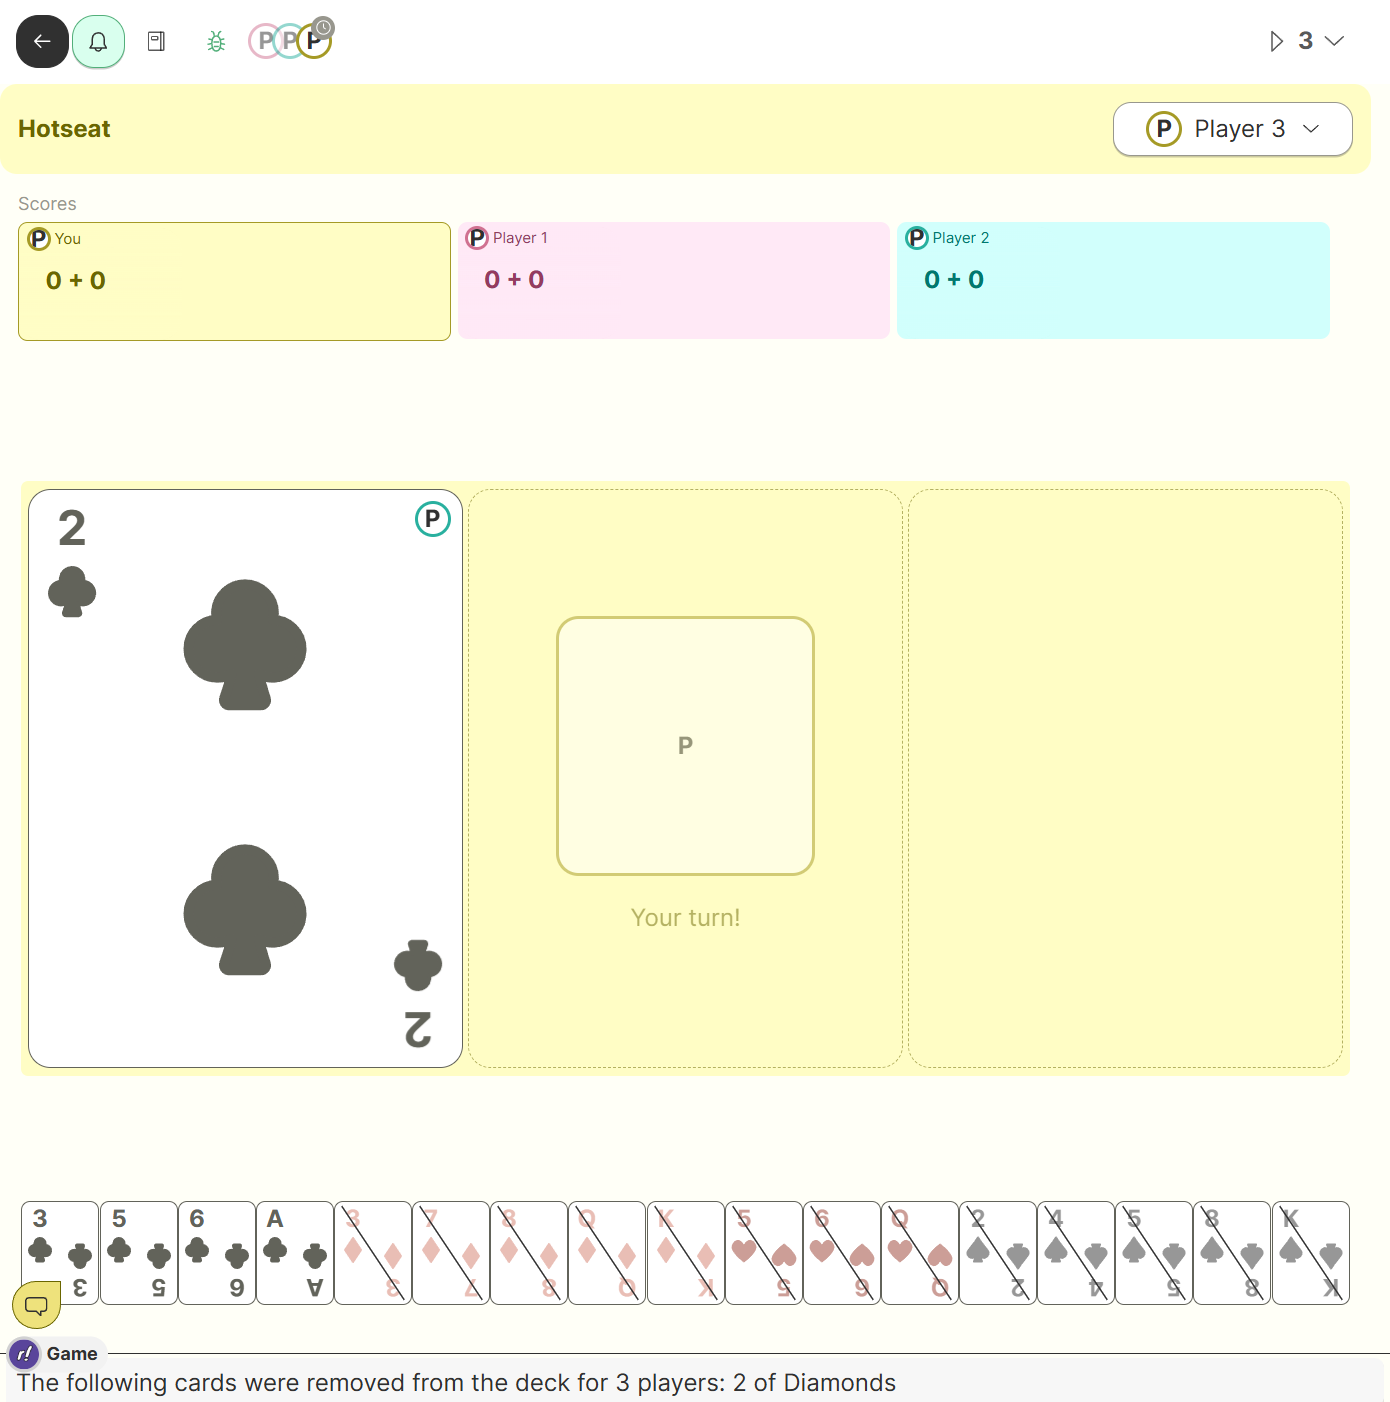 P P P 3
Hotseat
P Player 3
Scores
P You
0 + 0
P Player 1
0 + 0
P Player 2
0 + 0
2
P
2
P
Your turn!
3 5 6 A 3 7 8 Q K 5 6 Q 2 4 5 8 K
3 5 6 A 3 7 8 Q K 5 6 Q 2 4 5 8 K
r! Game
The following cards were removed from the deck for 3 players: 2 of Diamonds